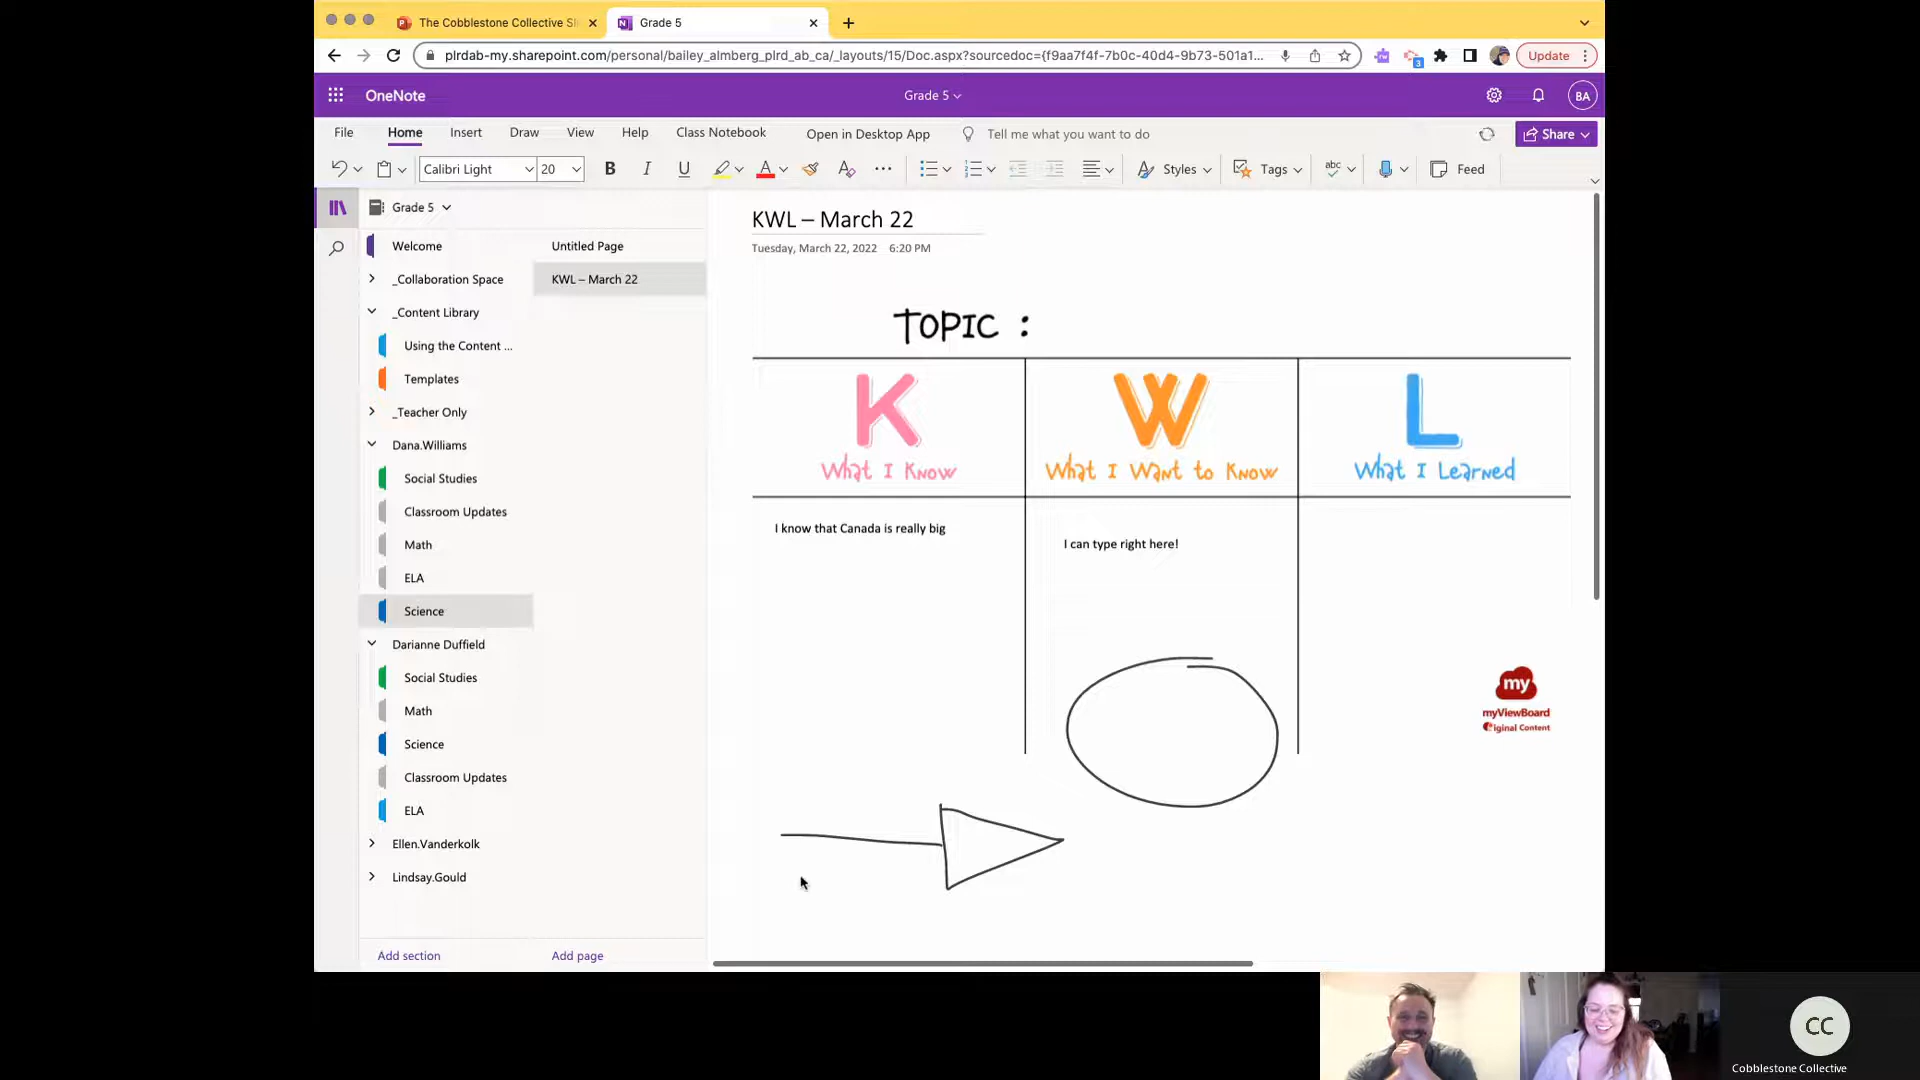 The Cobblestone Collective Sl
Grade 5
plrdab-my.sharepoint.com/personal/bailey_almberg_plrd_ab_ca/_layouts/15/Doc.aspx?sourcedoc={f9aa7f4f-7b0c-40d4-9b73-501a1...
3
Update
OneNote
Grade 5
BA
File Home Insert Draw View Help Class Notebook Open in Desktop App Tell me what you want to do Share
Calibri Light 20 B I U A A Styles Tags abc Feed
Grade 5
Welcome
_Collaboration Space
_Content Library
Using the Content ...
Templates
_Teacher Only
Dana.Williams
Social Studies
Classroom Updates
Math
ELA
Science
Darianne Duffield
Social Studies
Math
Science
Classroom Updates
ELA
Ellen.Vanderkolk
Lindsay.Gould
Add section
Untitled Page
KWL – March 22
Add page
KWL – March 22
Tuesday, March 22, 2022 6:20 PM
TOPIC :
K W L
What I Know What I Want to Know What I Learned
I know that Canada is really big
I can type right here!
my
myViewBoard
Original Content
CC
Cobblestone Collective